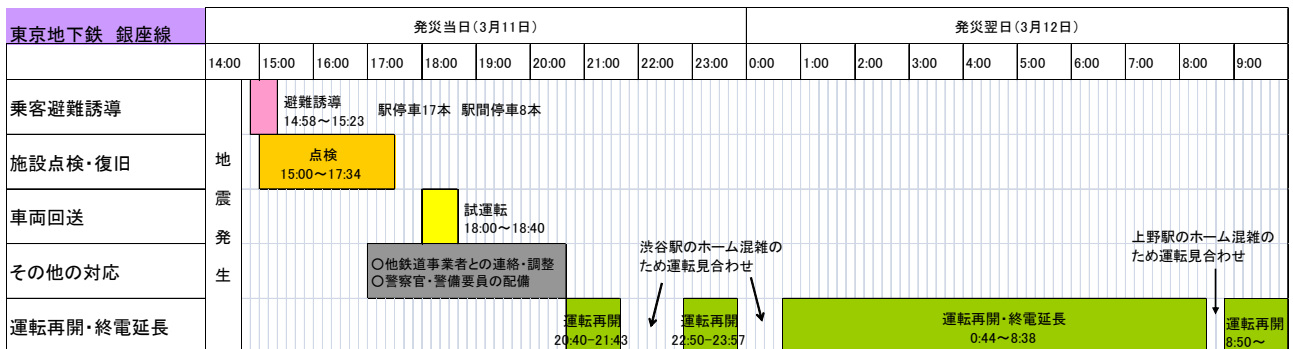 東京地下鉄 銀座線
発災当日(3月11日)
発災翌日(3月12日)
14:00 15:00 16:00 17:00 18:00 19:00 20:00 21:00 22:00 23:00 0:00 1:00 2:00 3:00 4:00 5:00 6:00 7:00 8:00 9:00
地震発生
乗客避難誘導
避難誘導
14:58～15:23
駅停車17本 駅間停車8本
施設点検・復旧
点検
15:00～17:34
車両回送
試運転
18:00～18:40
その他の対応
○他鉄道事業者との連絡・調整
○警察官・警備要員の配備
渋谷駅のホーム混雑の
ため運転見合わせ
上野駅のホーム混雑の
ため運転見合わせ
運転再開・終電延長
運転再開
20:40-21:43
運転再開
22:50-23:57
運転再開・終電延長
0:44～8:38
運転再開
8:50～